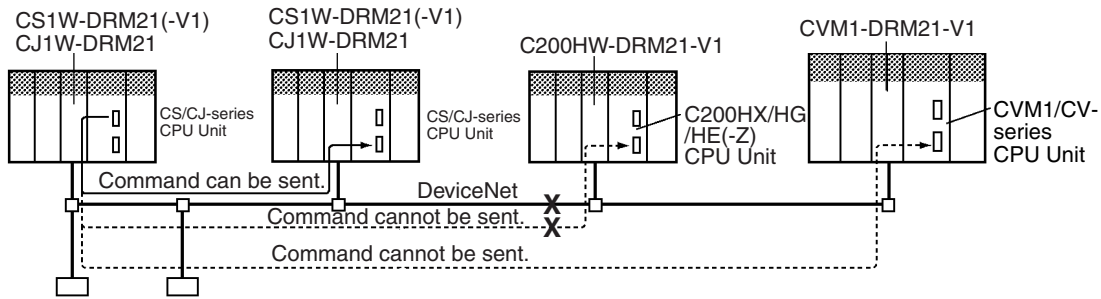 CS1W-DRM21(-V1)
CJ1W-DRM21
CS1W-DRM21(-V1)
CJ1W-DRM21
C200HW-DRM21-V1
CVM1-DRM21-V1
CS/CJ-series
CPU Unit
CS/CJ-series
CPU Unit
C200HX/HG
/HE(-Z)
CPU Unit
CVM1/CV-
series
CPU Unit
Command can be sent.
DeviceNet
X
Command cannot be sent.
X
Command cannot be sent.